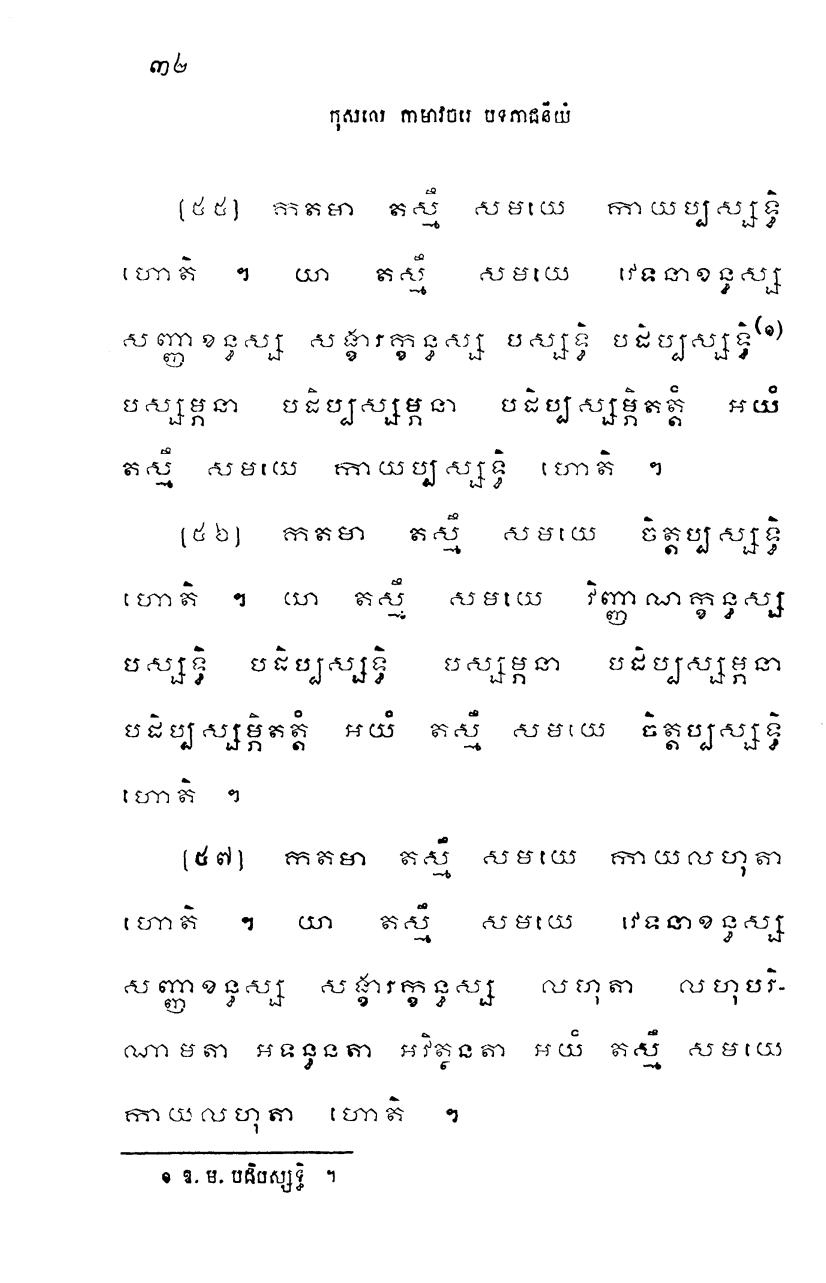 ៣២
កុសលេ កាមាវចរេ បទភាជនីយំ
[៥៥] កតមា តស្មឹ សមយេ កាយប្បស្សទ្ធិ
ហោតិ ។ យា តស្មឹ សមយេ វេទនាខន្ធស្ស
សញ្ញាខន្ធស្ស សង្ខារក្ខន្ធស្ស បស្សទ្ធិ បដិប្បស្សទ្ធិ(១)
បស្សម្ភនា បដិប្បស្សម្ភនា បដិប្បស្សម្ភិតត្តំ អយំ
តស្មឹ សមយេ កាយប្បស្សទ្ធិ ហោតិ ។
[៥៦] កតមា តស្មឹ សមយេ ចិត្តប្បស្សទ្ធិ
ហោតិ ។ យា តស្មឹ សមយេ វិញ្ញាណក្ខន្ធស្ស
បស្សទ្ធិ បដិប្បស្សទ្ធិ បស្សម្ភនា បដិប្បស្សម្ភនា
បដិប្បស្សម្ភិតត្តំ អយំ តស្មឹ សមយេ ចិត្តប្បស្សទ្ធិ
ហោតិ ។
[៥៧] កតមា តស្មឹ សមយេ កាយលហុតា
ហោតិ ។ យា តស្មឹ សមយេ វេទនាខន្ធស្ស
សញ្ញាខន្ធស្ស សង្ខារក្ខន្ធស្ស លហុតា លហុបរិ-
ណាមតា អទន្ធនតា អវិត្ថនតា អយំ តស្មឹ សមយេ
កាយលហុតា ហោតិ ។
១ ឱ. ម. បដិបស្សទ្ធិ ។